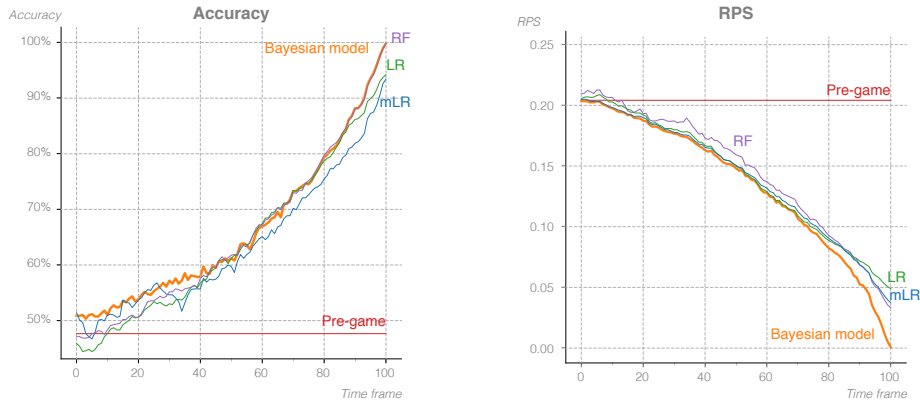 Accuracy
Accuracy
100%
90%
80%
70%
60%
50%
Bayesian model
RF
LR
mLR
Pre-game
0
20
40
60
80
100
Time frame
RPS
RPS
0.25
0.20
0.15
0.10
0.05
0.00
Pre-game
RF
LR
mLR
Bayesian model
0
20
40
60
80
100
Time frame